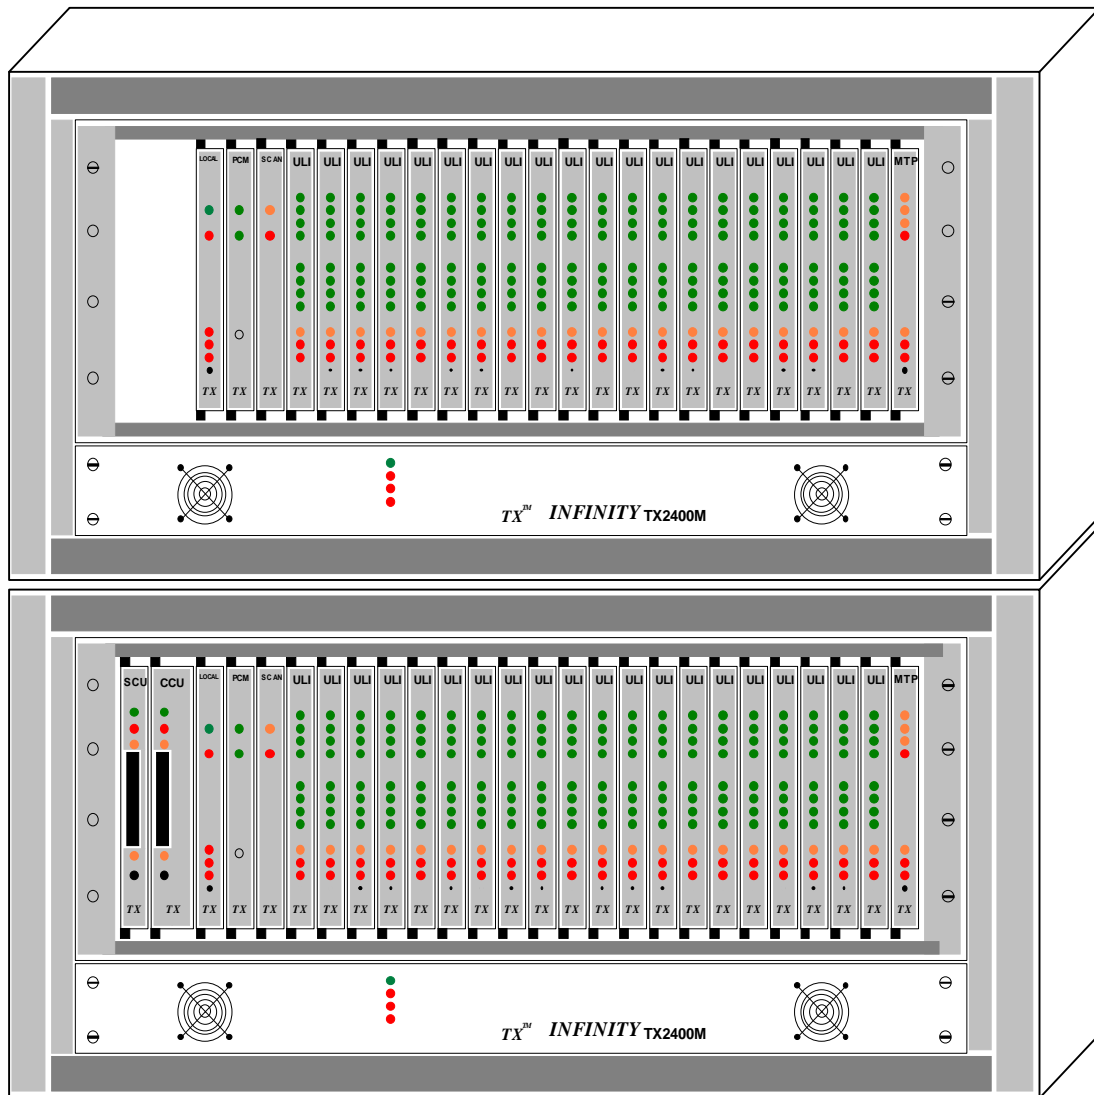 LOCAL PCM SCAN ULI ULI ULI ULI ULI ULI ULI ULI ULI ULI ULI ULI ULI ULI ULI ULI ULI ULI ULI ULI MTP
TX TX TX TX TX TX TX TX TX TX TX TX TX TX TX TX TX TX TX TX TX TX TX TX
TX™ INFINITY TX2400M
SCU CCU LOCAL PCM SCAN ULI ULI ULI ULI ULI ULI ULI ULI ULI ULI ULI ULI ULI ULI ULI ULI ULI ULI ULI ULI MTP
TX TX TX TX TX TX TX TX TX TX TX TX TX TX TX TX TX TX TX TX TX TX TX TX TX TX
TX™ INFINITY TX2400M